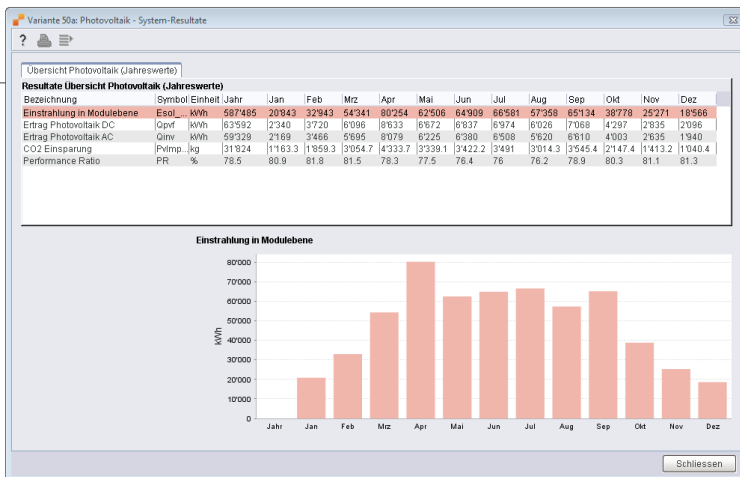 Variante 50a: Photovoltaik - System-Resultate
?
Übersicht Photovoltaik (Jahreswerte)
Resultate Übersicht Photovoltaik (Jahreswerte)
Bezeichnung Symbol Einheit Jahr Jan Feb Mrz Apr Mai Jun Jul Aug Sep Okt Nov Dez
Einstrahlung in Modulebene Esol_... kWh 587'485 20'843 32'943 54'341 80'254 62'506 64'909 66'581 57'358 65'134 38'778 25'271 18'566
Ertrag Photovoltaik DC Qpvf kWh 63'592 2'340 3'720 6'096 8'633 6'672 6'837 6'974 6'026 7'068 4'297 2'835 2'096
Ertrag Photovoltaik AC Qinv kWh 59'329 2'169 3'466 5'695 8'079 6'225 6'380 6'508 5'620 6'610 4'003 2'635 1'940
CO2 Einsparung PvImp... kg 31'824 1'163.3 1'859.3 3'054.7 4'333.7 3'339.1 3'422.2 3'491 3'014.3 3'545.4 2'147.4 1'413.2 1'040.4
Performance Ratio PR % 78.5 80.9 81.8 81.5 78.3 77.5 76.4 76 76.2 78.9 80.3 81.1 81.3
Einstrahlung in Modulebene
80'000
70'000
60'000
50'000
40'000
30'000
20'000
10'000
0
kWh
Jahr Jan Feb Mrz Apr Mai Jun Jul Aug Sep Okt Nov Dez
Schliessen